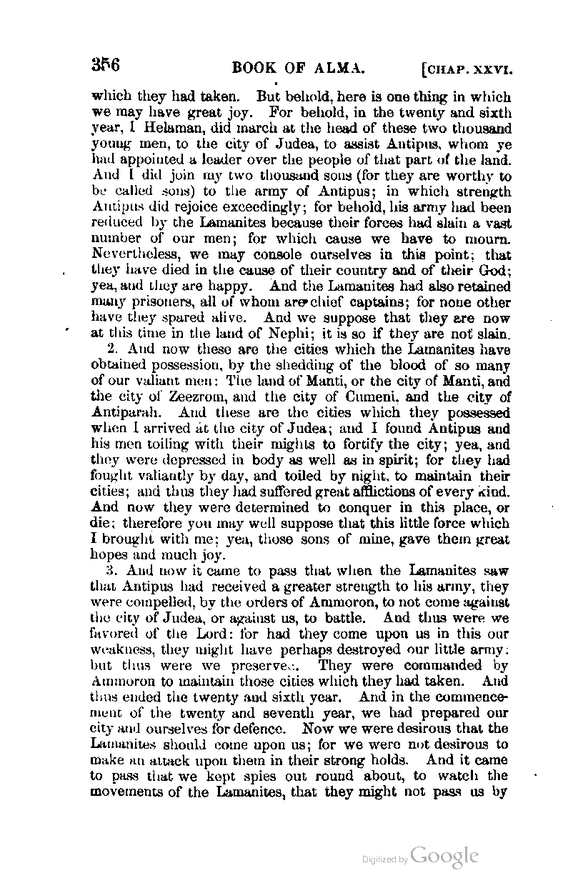 356 BOOK OF ALMA. [CHAP. XXVI.
which they had taken. But behold, here is one thing in which
we may have great joy. For behold, in the twenty and sixth
year, I Helaman, did march at the head of these two thousand
young men, to the city of Judea, to assist Antipus, whom ye
had appointed a leader over the people of that part of the land.
And I did join my two thousand sons (for they are worthy to
be called sons) to the army of Antipus; in which strength
Antipus did rejoice exceedingly; for behold, his army had been
reduced by the Lamanites because their forces had slain a vast
number of our men; for which cause we have to mourn.
Nevertheless, we may console ourselves in this point; that
they have died in the cause of their country and of their God;
yea, and they are happy. And the Lamanites had also retained
many prisoners, all of whom are chief captains; for none other
have they spared alive. And we suppose that they are now
at this time in the land of Nephi; it is so if they are not slain.
2. And now these are the cities which the Lamanites have
obtained possession, by the shedding of the blood of so many
of our valiant men: The land of Manti, or the city of Manti, and
the city of Zeezrom, and the city of Cumeni, and the city of
Antiparah. And these are the cities which they possessed
when I arrived at the city of Judea; and I found Antipus and
his men toiling with their mights to fortify the city; yea, and
they were depressed in body as well as in spirit; for they had
fought valiantly by day, and toiled by night, to maintain their
cities; and thus they had suffered great afflictions of every kind.
And now they were determined to conquer in this place, or
die; therefore you may well suppose that this little force which
I brought with me; yea, those sons of mine, gave them great
hopes and much joy.
3. And now it came to pass that when the Lamanites saw
that Antipus had received a greater strength to his army, they
were compelled, by the orders of Ammoron, to not come against
the city of Judea, or against us, to battle. And thus were we
favored of the Lord: for had they come upon us in this our
weakness, they might have perhaps destroyed our little army;
but thus were we preserved. They were commanded by
Ammoron to maintain those cities which they had taken. And
thus ended the twenty and sixth year. And in the commence-
ment of the twenty and seventh year, we had prepared our
city and ourselves for defence. Now we were desirous that the
Lamanites should come upon us; for we were not desirous to
make an attack upon them in their strong holds. And it came
to pass that we kept spies out round about, to watch the
movements of the Lamanites, that they might not pass us by
Digitized by Google